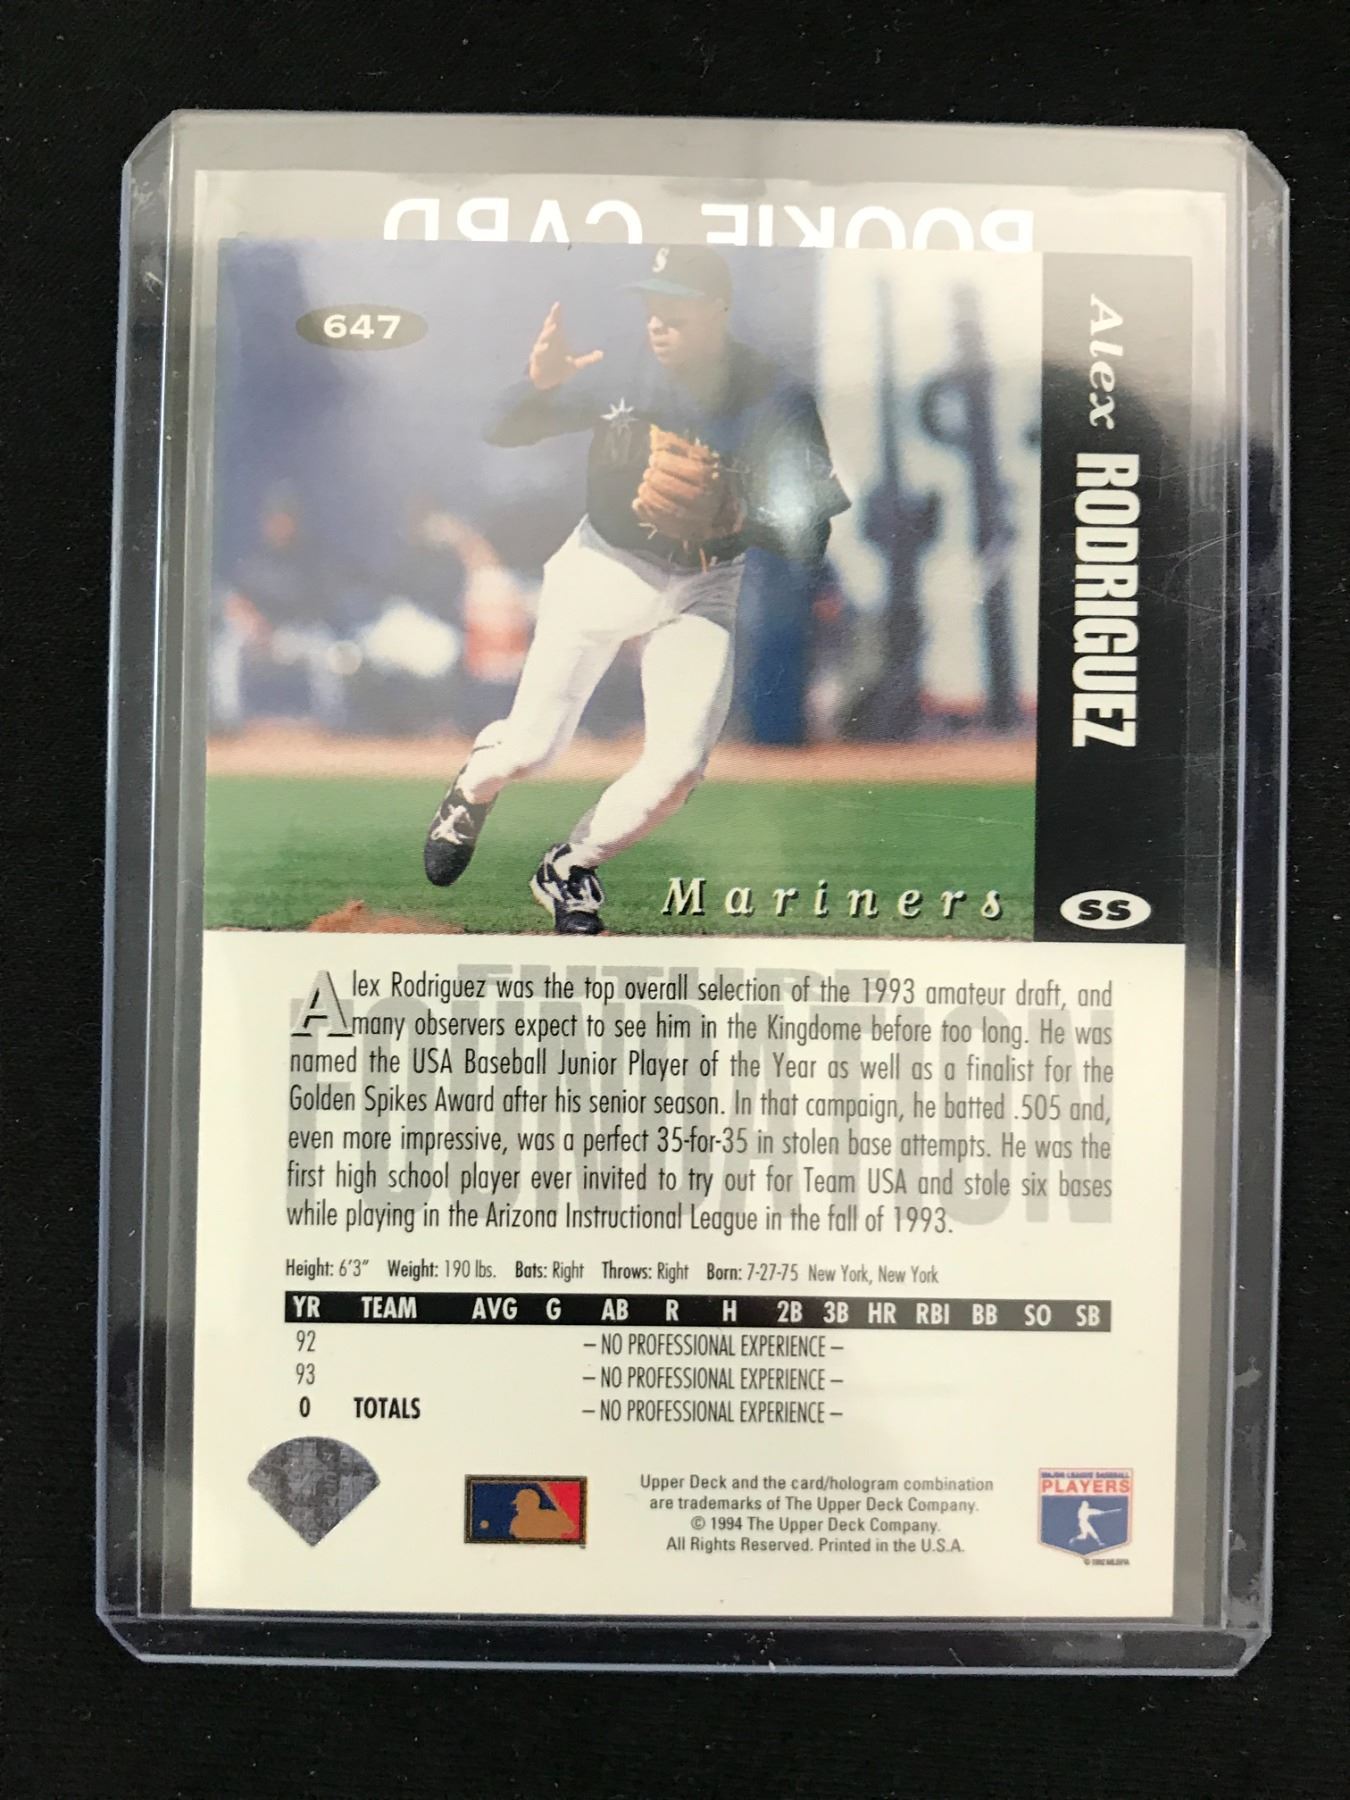 ROOKIE CARD
647
S
Alex RODRIGUEZ
Mariners
SS
FUTURE
FOUNDATION
Alex Rodriguez was the top overall selection of the 1993 amateur draft, and
many observers expect to see him in the Kingdome before too long. He was
named the USA Baseball Junior Player of the Year as well as a finalist for the
Golden Spikes Award after his senior season. In that campaign, he batted .505 and,
even more impressive, was a perfect 35-for-35 in stolen base attempts. He was the
first high school player ever invited to try out for Team USA and stole six bases
while playing in the Arizona Instructional League in the fall of 1993.
Height: 6'3" Weight: 190 lbs. Bats: Right Throws: Right Born: 7-27-75 New York, New York
YR TEAM AVG G AB R H 2B 3B HR RBI BB SO SB
92 – NO PROFESSIONAL EXPERIENCE –
93 – NO PROFESSIONAL EXPERIENCE –
0 TOTALS – NO PROFESSIONAL EXPERIENCE –
Upper Deck and the card/hologram combination
are trademarks of The Upper Deck Company.
© 1994 The Upper Deck Company.
All Rights Reserved. Printed in the U.S.A.
MAJOR LEAGUE BASEBALL
PLAYERS
© 1992 MLBPA